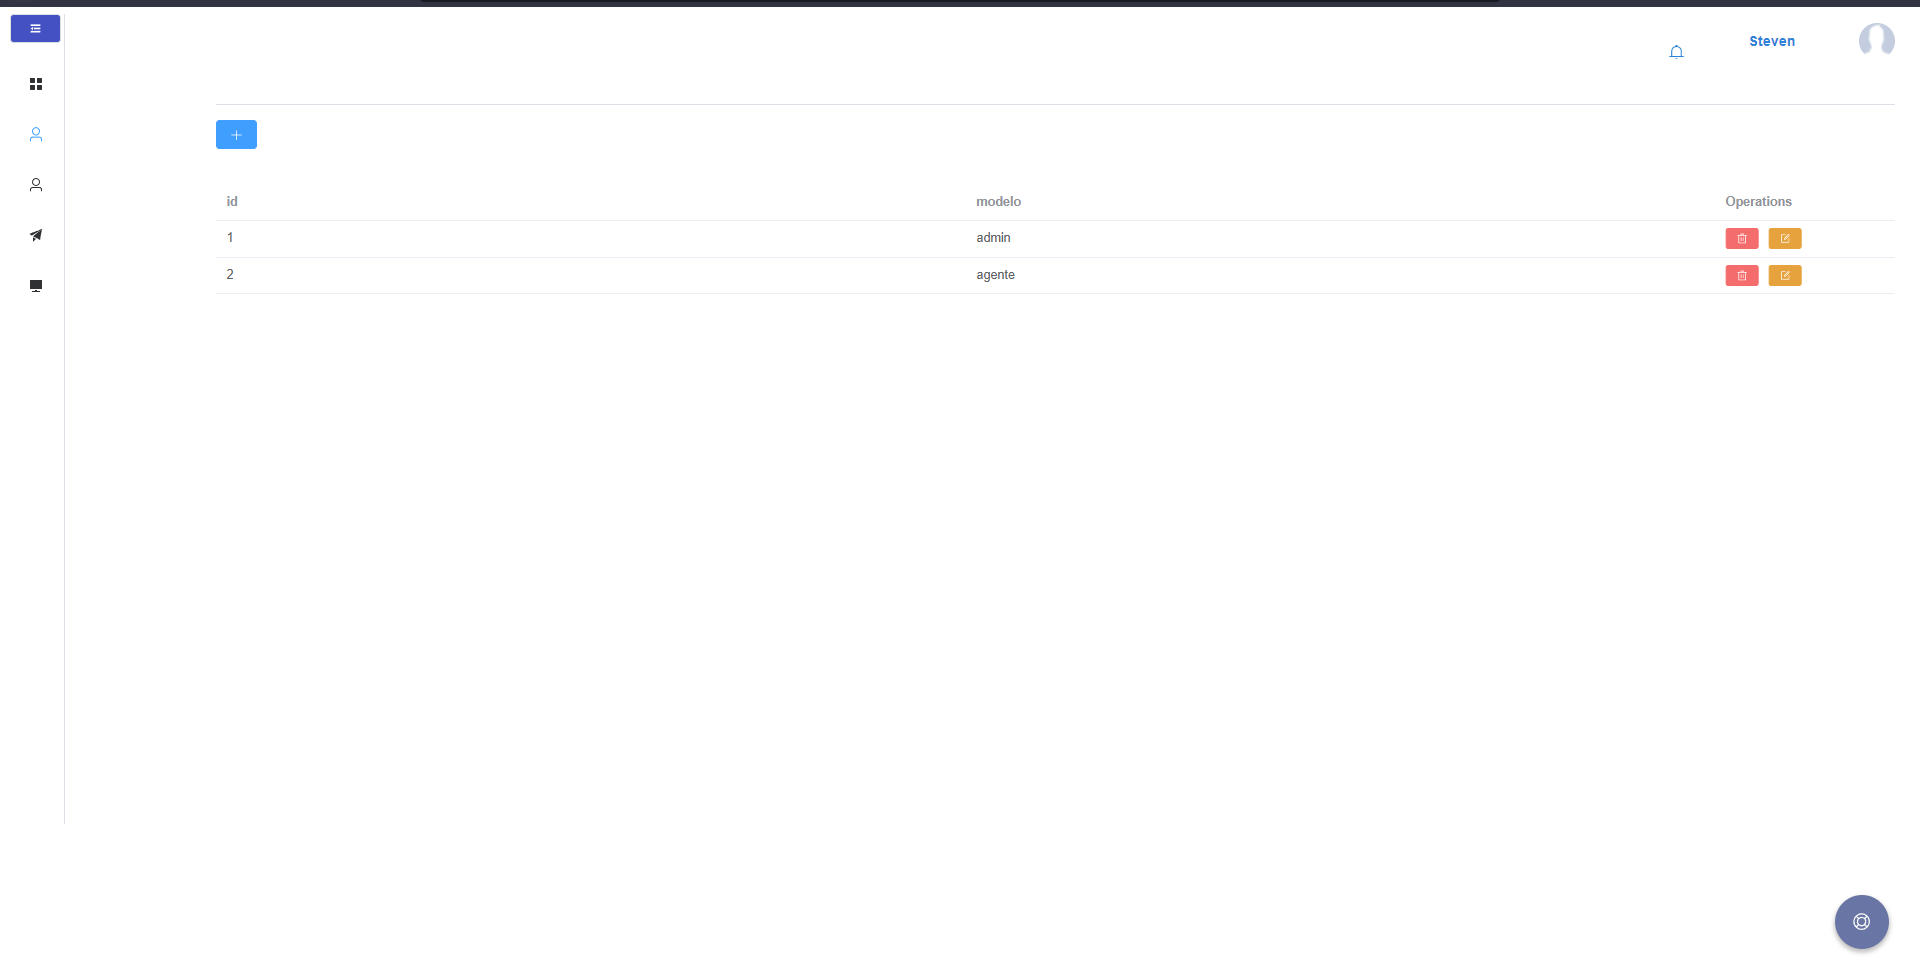 Steven
id modelo Operations
1 admin
2 agente